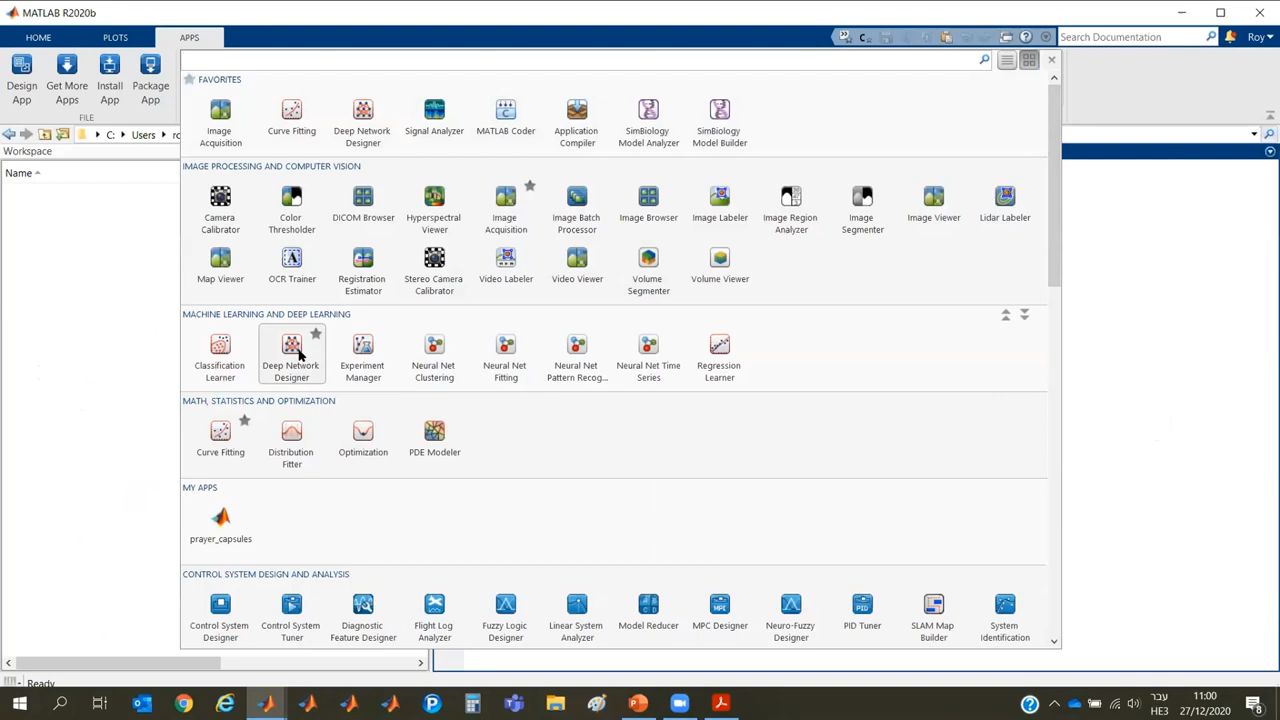 MATLAB R2020b
HOME PLOTS APPS
Search Documentation
Roy
Design App
Get More Apps
Install App
Package App
FILE
C: Users
Workspace
Name
FAVORITES
Image Acquisition
Curve Fitting
Deep Network Designer
Signal Analyzer
MATLAB Coder
Application Compiler
SimBiology Model Analyzer
SimBiology Model Builder
IMAGE PROCESSING AND COMPUTER VISION
Camera Calibrator
Color Thresholder
DICOM Browser
Hyperspectral Viewer
Image Acquisition
Image Batch Processor
Image Browser
Image Labeler
Image Region Analyzer
Image Segmenter
Image Viewer
Lidar Labeler
Map Viewer
OCR Trainer
Registration Estimator
Stereo Camera Calibrator
Video Labeler
Video Viewer
Volume Segmenter
Volume Viewer
MACHINE LEARNING AND DEEP LEARNING
Classification Learner
Deep Network Designer
Experiment Manager
Neural Net Clustering
Neural Net Fitting
Neural Net Pattern Recog...
Neural Net Time Series
Regression Learner
MATH, STATISTICS AND OPTIMIZATION
Curve Fitting
Distribution Fitter
Optimization
PDE Modeler
MY APPS
prayer_capsules
CONTROL SYSTEM DESIGN AND ANALYSIS
Control System Designer
Control System Tuner
Diagnostic Feature Designer
Flight Log Analyzer
Fuzzy Logic Designer
Linear System Analyzer
Model Reducer
MPC Designer
Neuro-Fuzzy Designer
PID Tuner
SLAM Map Builder
System Identification
Ready
עבר
HE3
11:00
27/12/2020
8